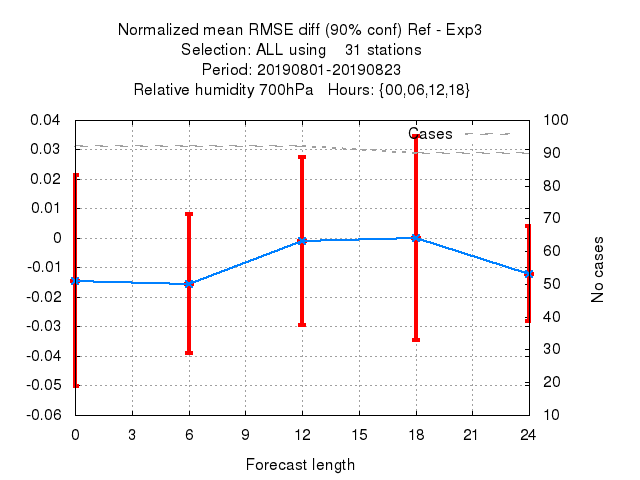 Normalized mean RMSE diff (90% conf) Ref - Exp3
Selection: ALL using    31 stations
Period: 20190801-20190823
Relative humidity 700hPa   Hours: {00,06,12,18}
Cases
0.04
0.03
0.02
0.01
0
-0.01
-0.02
-0.03
-0.04
-0.05
-0.06
100
90
80
70
60
50
40
30
20
10
No cases
0 3 6 9 12 15 18 21 24
Forecast length